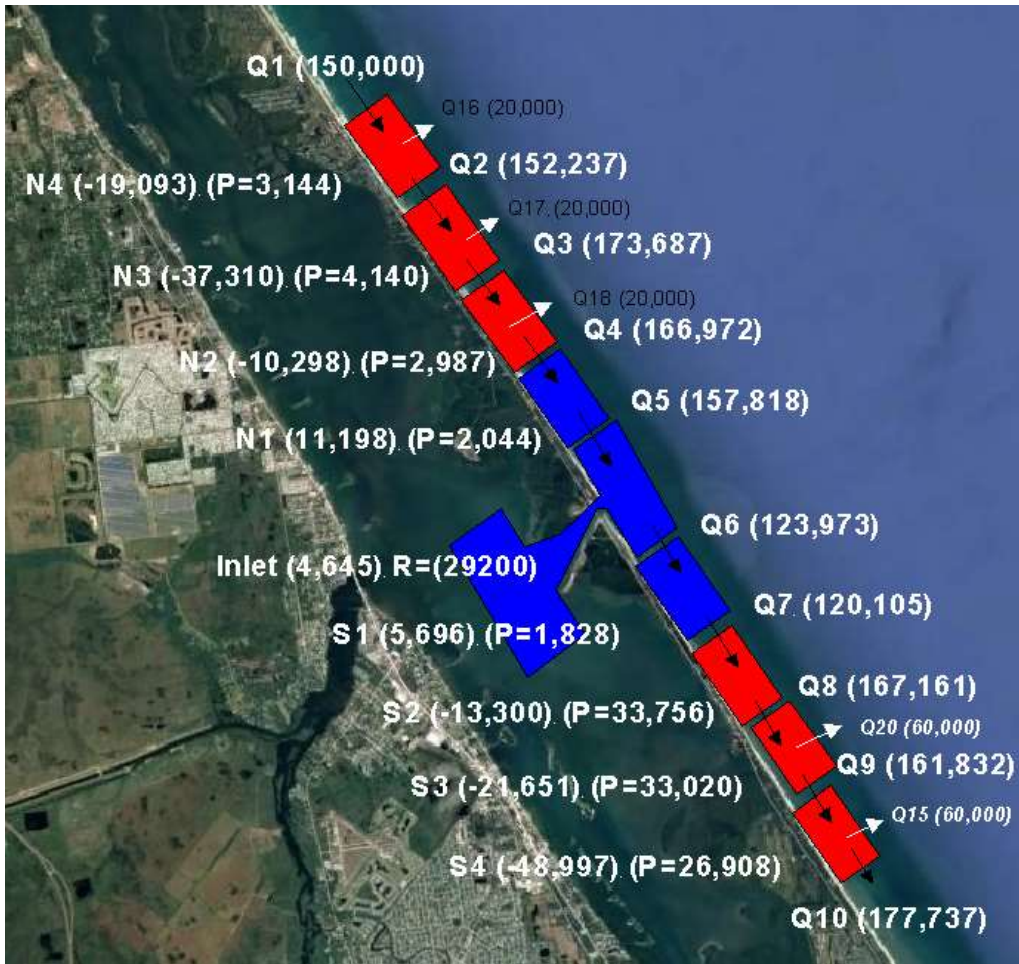 Q1 (150,000)
Q16 (20,000)
Q2 (152,237)
N4 (-19,093) (P=3,144)
Q17 (20,000)
Q3 (173,687)
N3 (-37,310) (P=4,140)
Q18 (20,000)
Q4 (166,972)
N2 (-10,298) (P=2,987)
Q5 (157,818)
N1 (11,198) (P=2,044)
Q6 (123,973)
Inlet (4,645) R=(29200)
Q7 (120,105)
S1 (5,696) (P=1,828)
Q8 (167,161)
S2 (-13,300) (P=33,756)
Q20 (60,000)
Q9 (161,832)
S3 (-21,651) (P=33,020)
Q15 (60,000)
S4 (-48,997) (P=26,908)
Q10 (177,737)